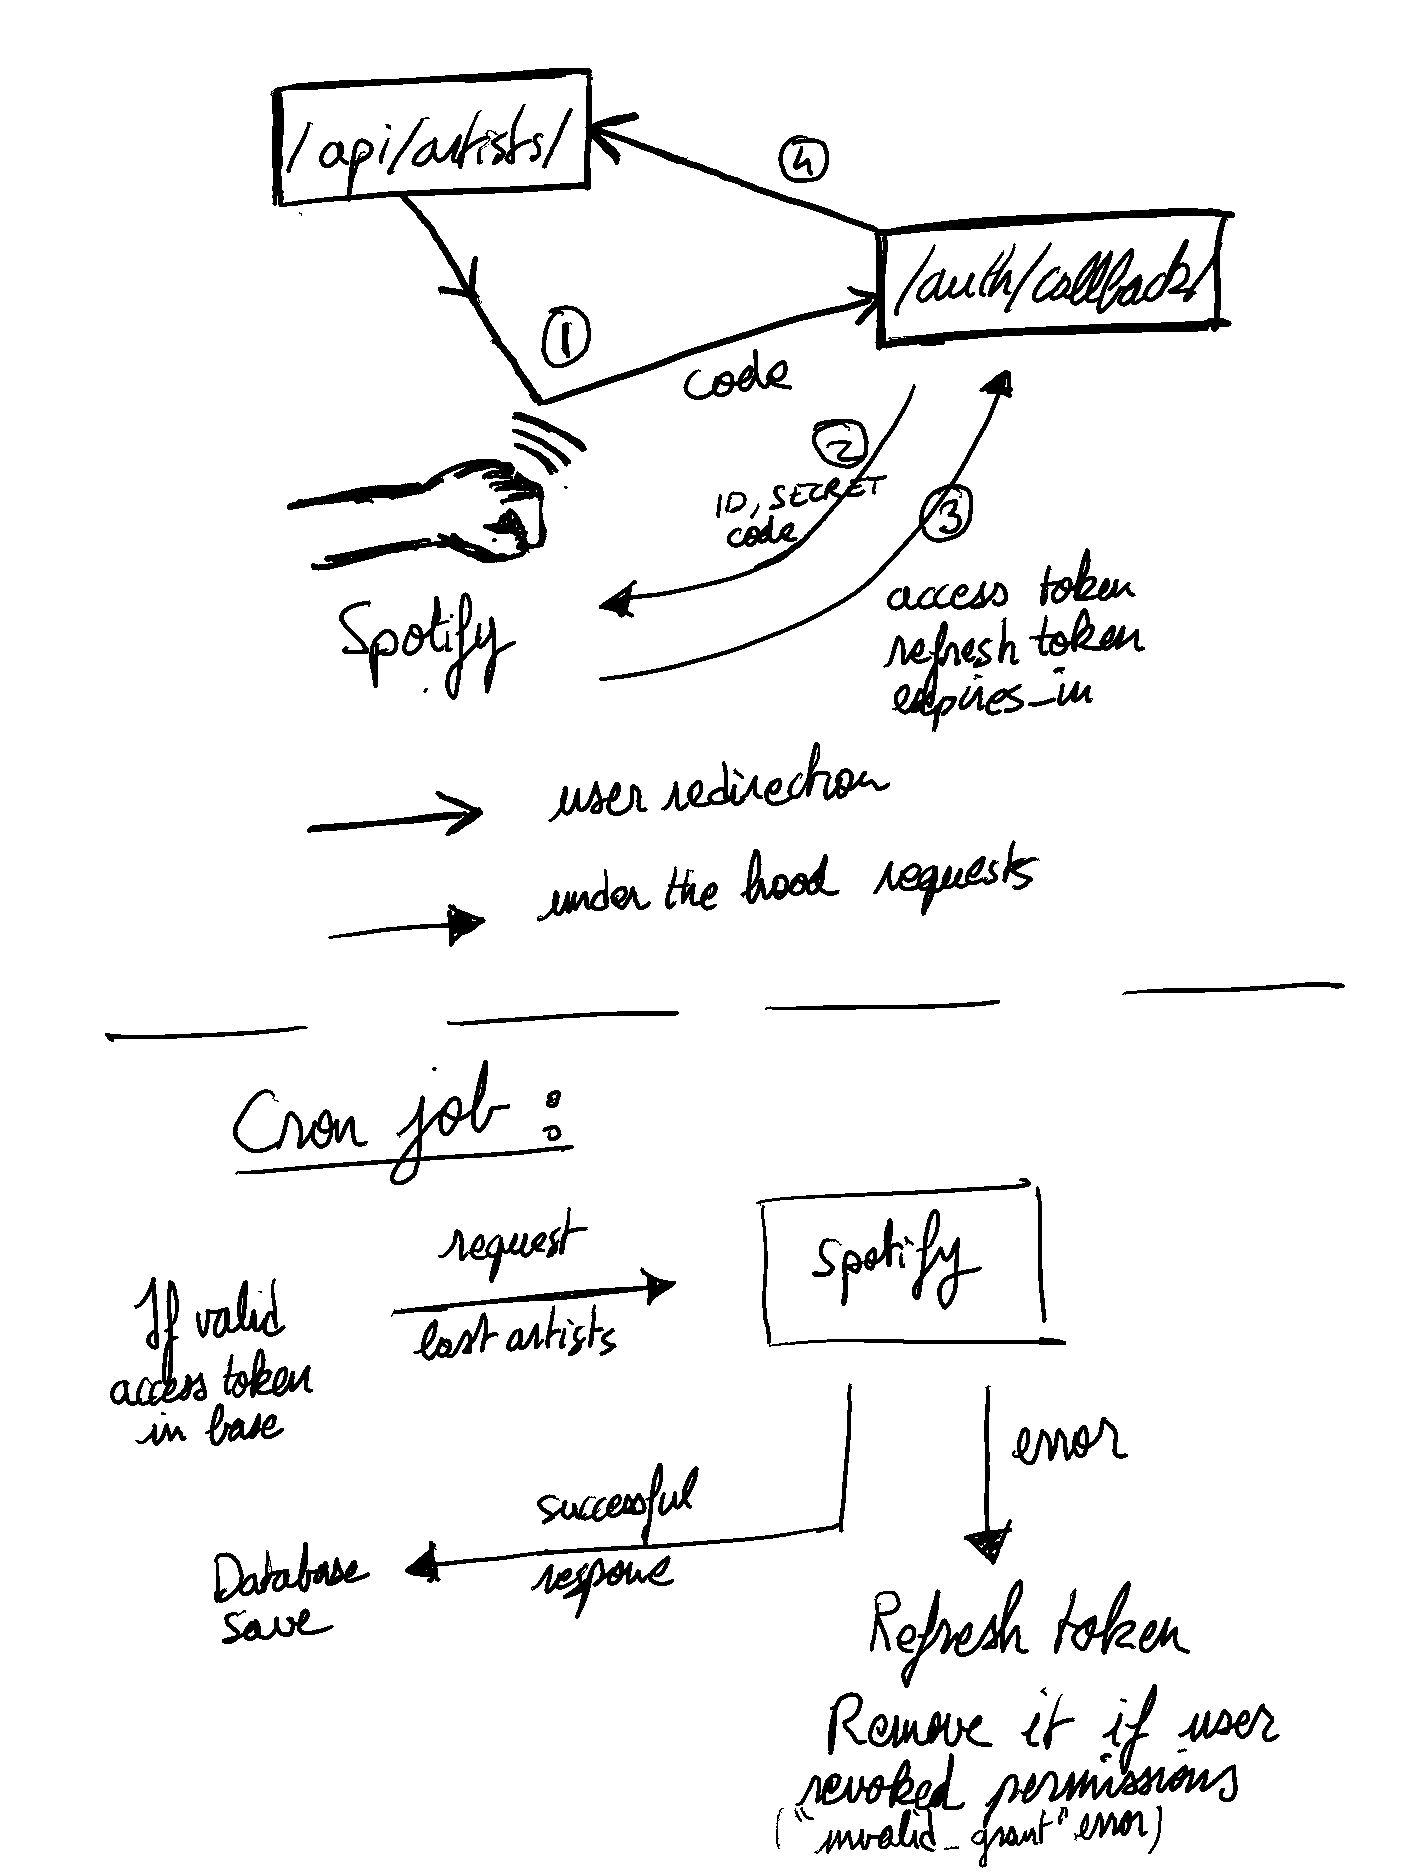 /api/artists/
4
/auth/callback/
1
code
2
ID, SECRET
code
3
access token
refresh token
expires_in
Spotify
user redirection
under the hood requests
Cron job :
request
last artists
Spotify
If valid
access token
in base
error
successful
response
Database
save
Refresh token
Remove it if user
revoked permissions
("invalid_grant" error)